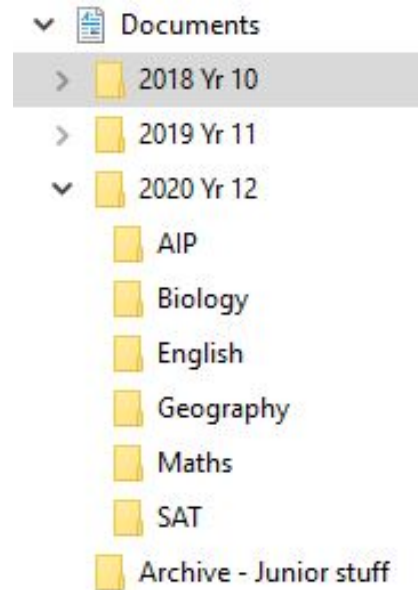 Documents
2018 Yr 10
2019 Yr 11
2020 Yr 12
AIP
Biology
English
Geography
Maths
SAT
Archive - Junior stuff